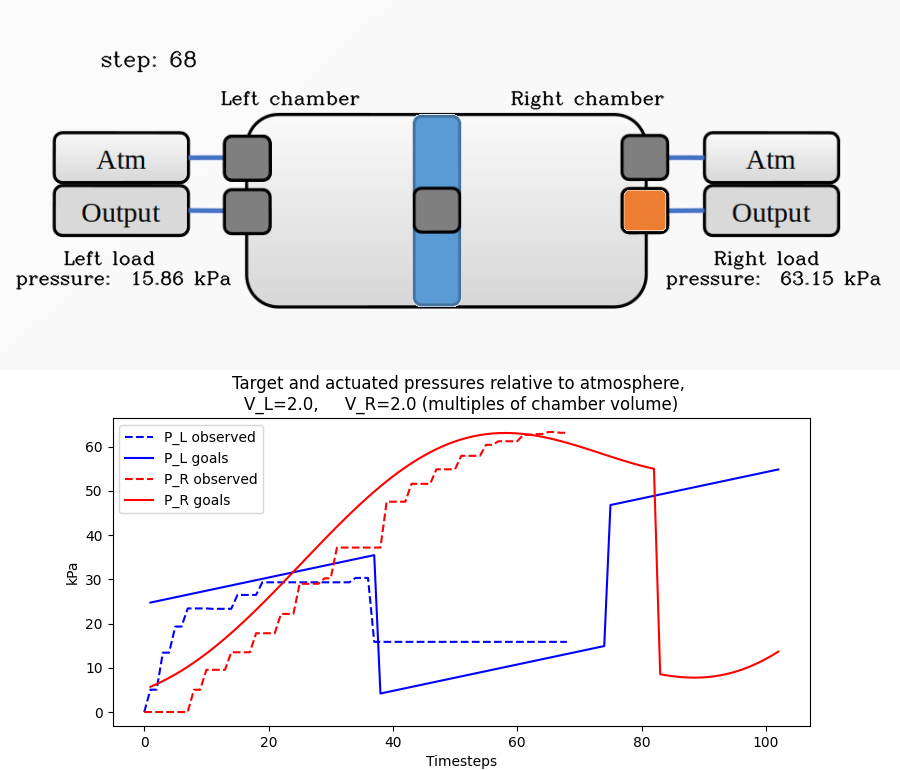 step: 68
Left chamber
Right chamber
Atm
Atm
Output
Output
Left load
pressure: 15.86 kPa
Right load
pressure: 63.15 kPa
Target and actuated pressures relative to atmosphere,
V_L=2.0, V_R=2.0 (multiples of chamber volume)
P_L observed
P_L goals
P_R observed
P_R goals
kPa
60
50
40
30
20
10
0
0 20 40 60 80 100
Timesteps